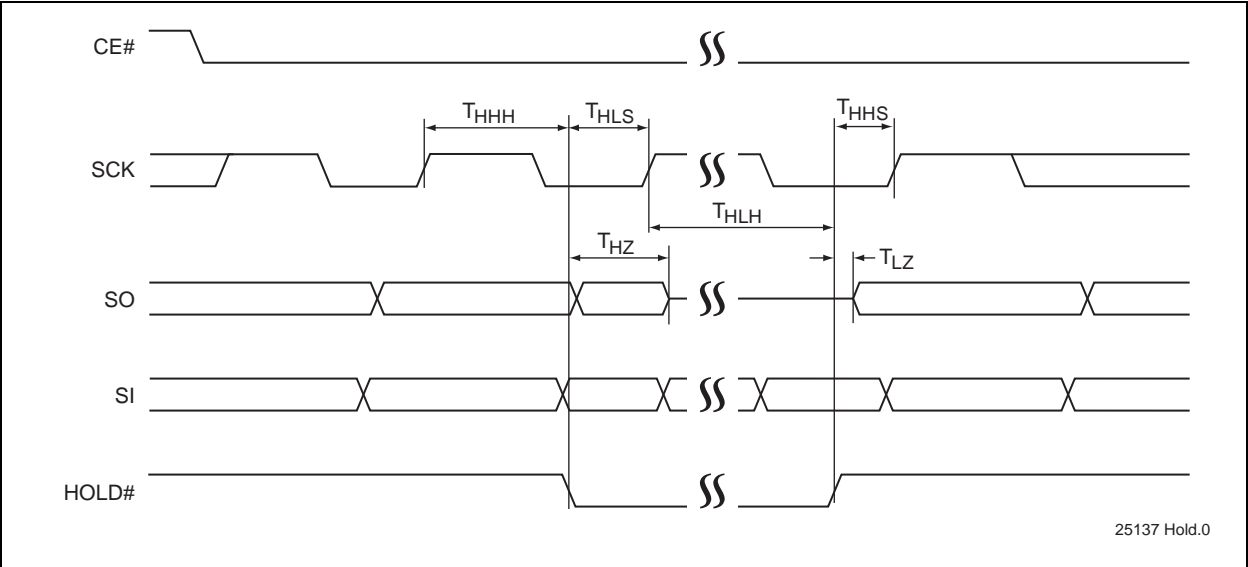 CE#
THHH
THLS
THHS
SCK
THLH
THZ
TLZ
SO
SI
HOLD#
25137 Hold.0